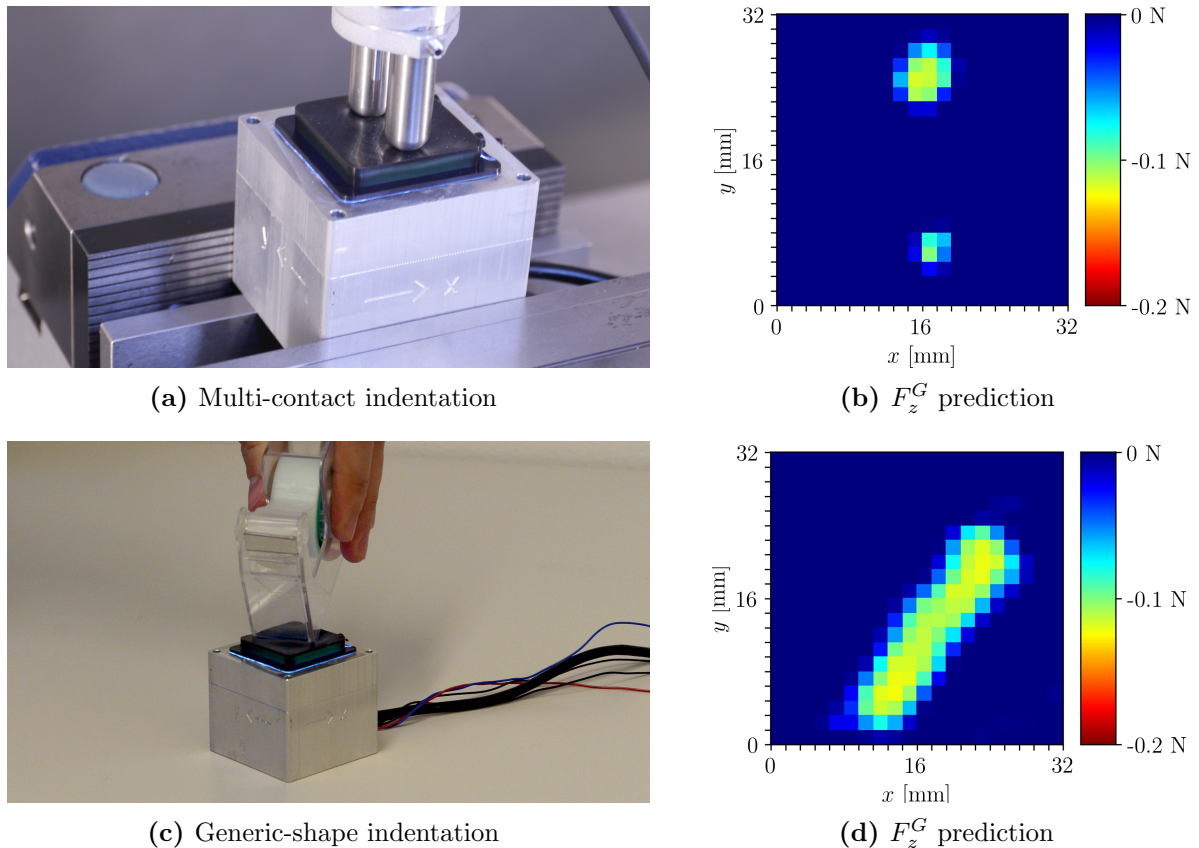 32
16
0
y [mm]
0
16
32
x [mm]
0 N
-0.1 N
-0.2 N
x
(a) Multi-contact indentation
(b) F_z^G prediction
32
16
0
y [mm]
0
16
32
x [mm]
0 N
-0.1 N
-0.2 N
(c) Generic-shape indentation
(d) F_z^G prediction